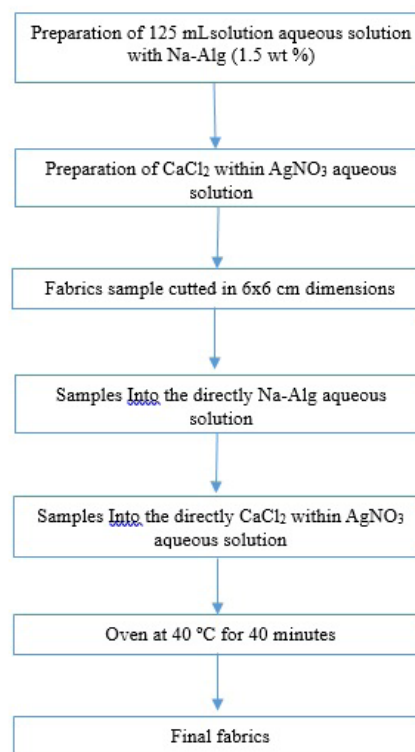 Preparation of 125 mLsolution aqueous solution
with Na-Alg (1.5 wt %)
Preparation of CaCl₂ within AgNO₃ aqueous
solution
Fabrics sample cutted in 6x6 cm dimensions
Samples Into the directly Na-Alg aqueous
solution
Samples Into the directly CaCl₂ within AgNO₃
aqueous solution
Oven at 40 °C for 40 minutes
Final fabrics